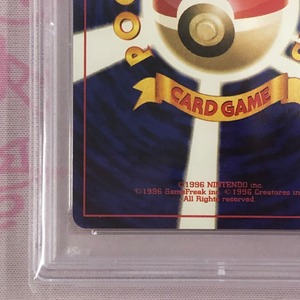 CARD GAME
©1996 NINTENDO inc.
©1996 GameFreak inc. ©1996 Creatures inc.
All Rights reserved.